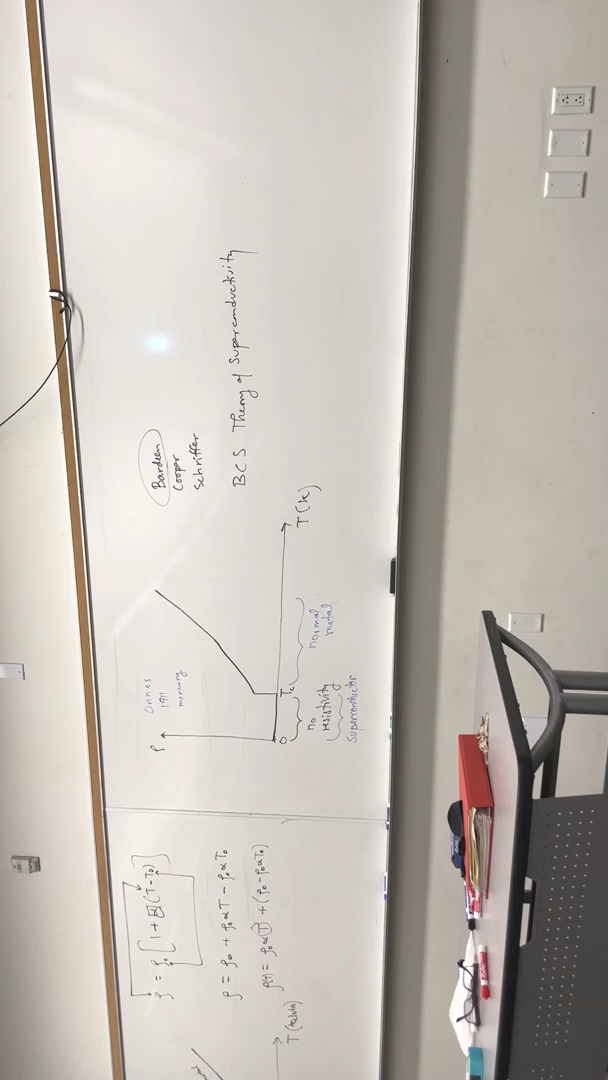 ρ = ρ₀ [1 + α (T - T₀)]
ρ = ρ₀ + ρ₀αT - ρ₀αT₀
ρ(T) = ρ₀α(T) + (ρ₀ - ρ₀αT₀)
T (kelvin)
ρ
Onnes
1911
mercury
0
Tc
T (K)
no
resistivity
superconductor
normal
metal
Bardeen
Cooper
Schriffer
BCS Theory of Superconductivity